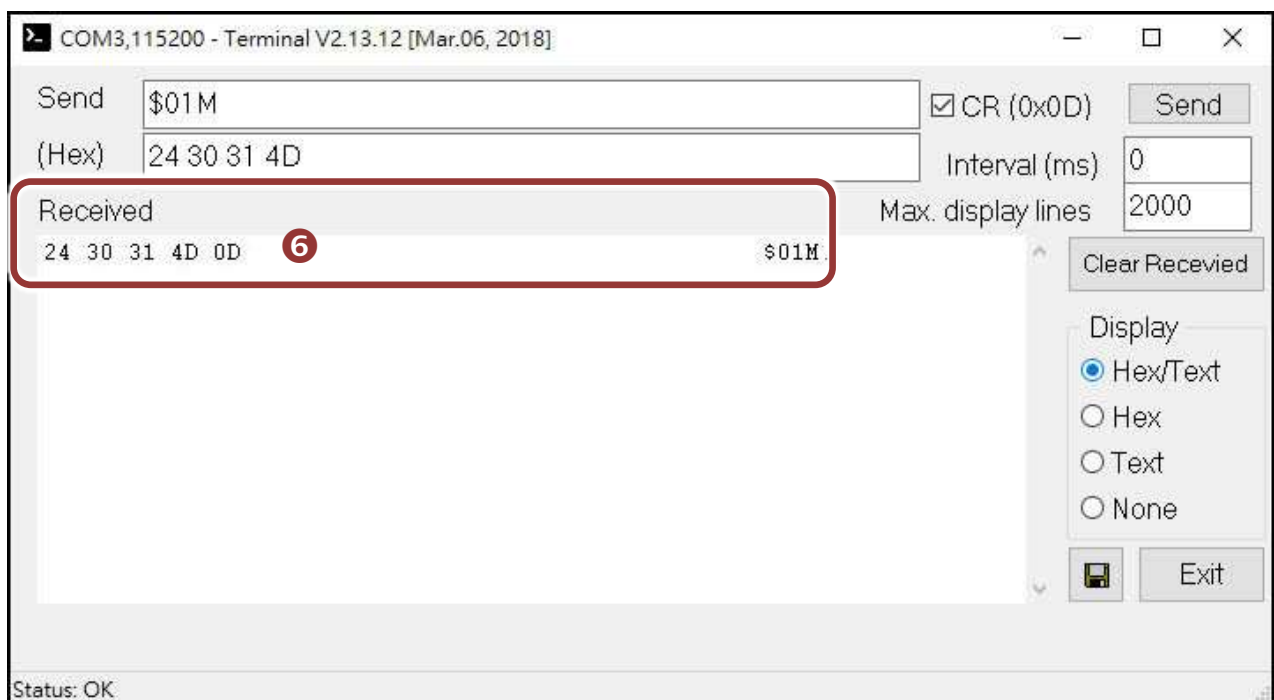 COM3,115200 - Terminal V2.13.12 [Mar.06, 2018]
Send $01M CR (0x0D) Send
(Hex) 24 30 31 4D Interval (ms) 0
Received Max. display lines 2000
24 30 31 4D 0D 6 $01M. Clear Recevied
Display
Hex/Text
Hex
Text
None
Exit
Status: OK